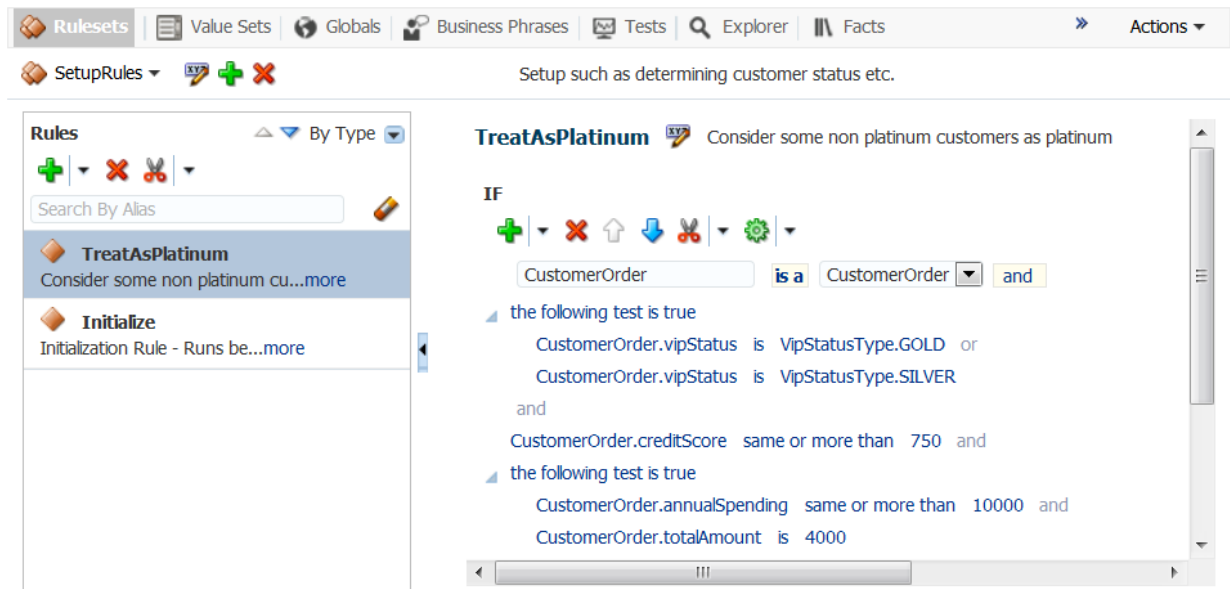 Rulesets Value Sets Globals Business Phrases Tests Explorer Facts » Actions
SetupRules Setup such as determining customer status etc.
Rules By Type
Search By Alias
TreatAsPlatinum
Consider some non platinum cu...more
Initialize
Initialization Rule - Runs be...more
TreatAsPlatinum Consider some non platinum customers as platinum
IF
CustomerOrder is a CustomerOrder and
the following test is true
CustomerOrder.vipStatus is VipStatusType.GOLD or
CustomerOrder.vipStatus is VipStatusType.SILVER
and
CustomerOrder.creditScore same or more than 750 and
the following test is true
CustomerOrder.annualSpending same or more than 10000 and
CustomerOrder.totalAmount is 4000